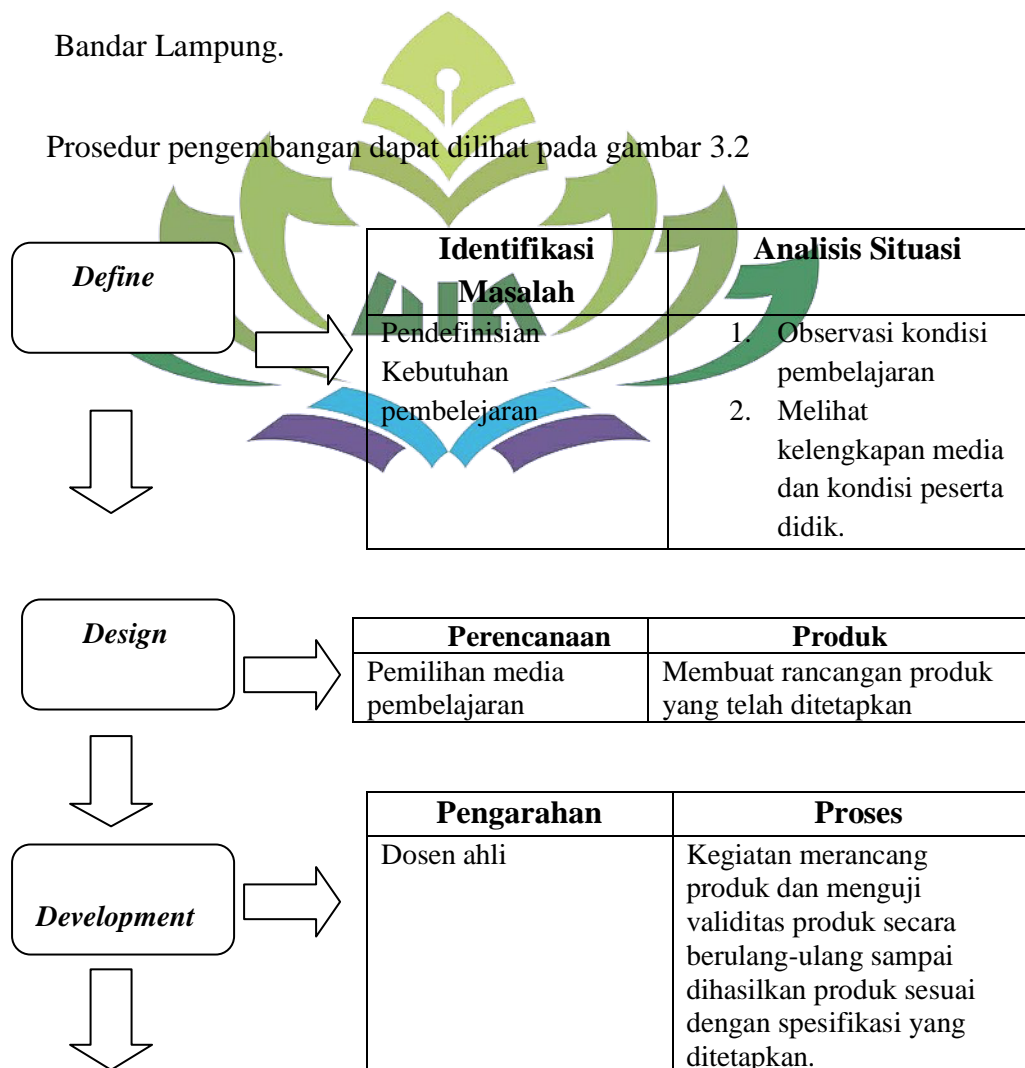 Bandar Lampung.
Prosedur pengembangan dapat dilihat pada gambar 3.2
Define
Identifikasi
Masalah
Analisis Situasi
Pendefinisian
Kebutuhan
pembelejaran
1. Observasi kondisi
pembelajaran
2. Melihat
kelengkapan media
dan kondisi peserta
didik.
Design
Perencanaan
Produk
Pemilihan media
pembelajaran
Membuat rancangan produk
yang telah ditetapkan
Development
Pengarahan
Proses
Dosen ahli
Kegiatan merancang
produk dan menguji
validitas produk secara
berulang-ulang sampai
dihasilkan produk sesuai
dengan spesifikasi yang
ditetapkan.